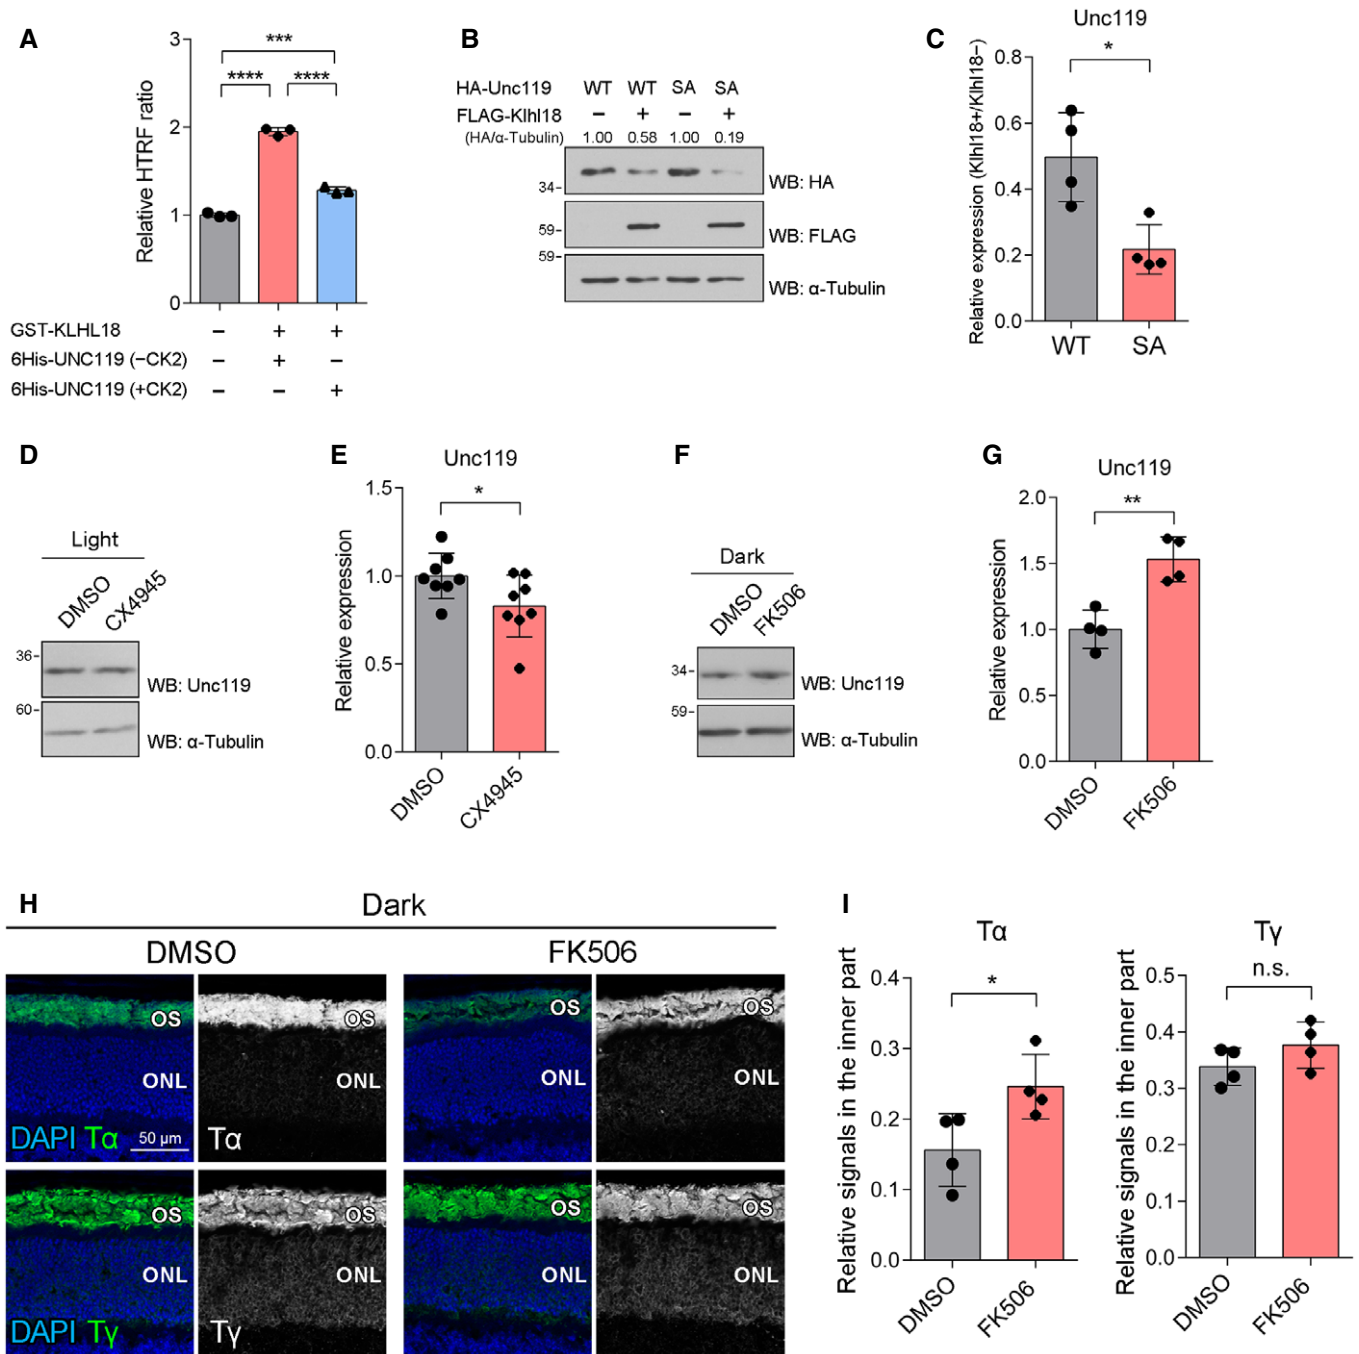 A
Relative HTRF ratio
3
2
1
0
***
**** ****
GST-KLHL18 − + +
6His-UNC119 (−CK2) − + −
6His-UNC119 (+CK2) − − +
B
HA-Unc119 WT WT SA SA
FLAG-Klhl18 − + − +
(HA/α-Tubulin) 1.00 0.58 1.00 0.19
34-
WB: HA
59-
WB: FLAG
59-
WB: α-Tubulin
C
Unc119
Relative expression (Klhl18+/Klhl18−)
0.8
0.6
0.4
0.2
0.0
*
WT SA
D
Light
DMSO CX4945
36-
WB: Unc119
60-
WB: α-Tubulin
E
Unc119
Relative expression
1.5
1.0
0.5
0.0
*
DMSO CX4945
F
Dark
DMSO FK506
34-
WB: Unc119
59-
WB: α-Tubulin
G
Unc119
Relative expression
2.0
1.5
1.0
0.5
0.0
**
DMSO FK506
H
Dark
DMSO FK506
OS OS OS OS
ONL ONL ONL ONL
DAPI Tα 50 μm Tα
OS OS OS OS
ONL ONL ONL ONL
DAPI Tγ Tγ
I
Tα
Relative signals in the inner part
0.4
0.3
0.2
0.1
0.0
*
DMSO FK506
Tγ
Relative signals in the inner part
0.5
0.4
0.3
0.2
0.1
0.0
n.s.
DMSO FK506